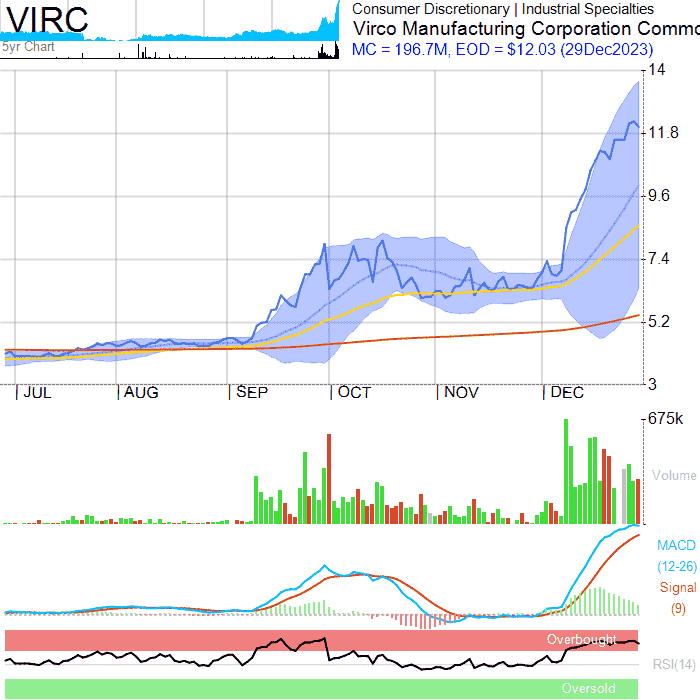 VIRC
5yr Chart
Consumer Discretionary | Industrial Specialties
Virco Manufacturing Corporation Commo
MC = 196.7M, EOD = $12.03 (29Dec2023)
14
11.8
9.6
7.4
5.2
3
JUL AUG SEP OCT NOV DEC
675k
Volume
MACD
(12-26)
Signal
(9)
Overbought
RSI(14)
Oversold